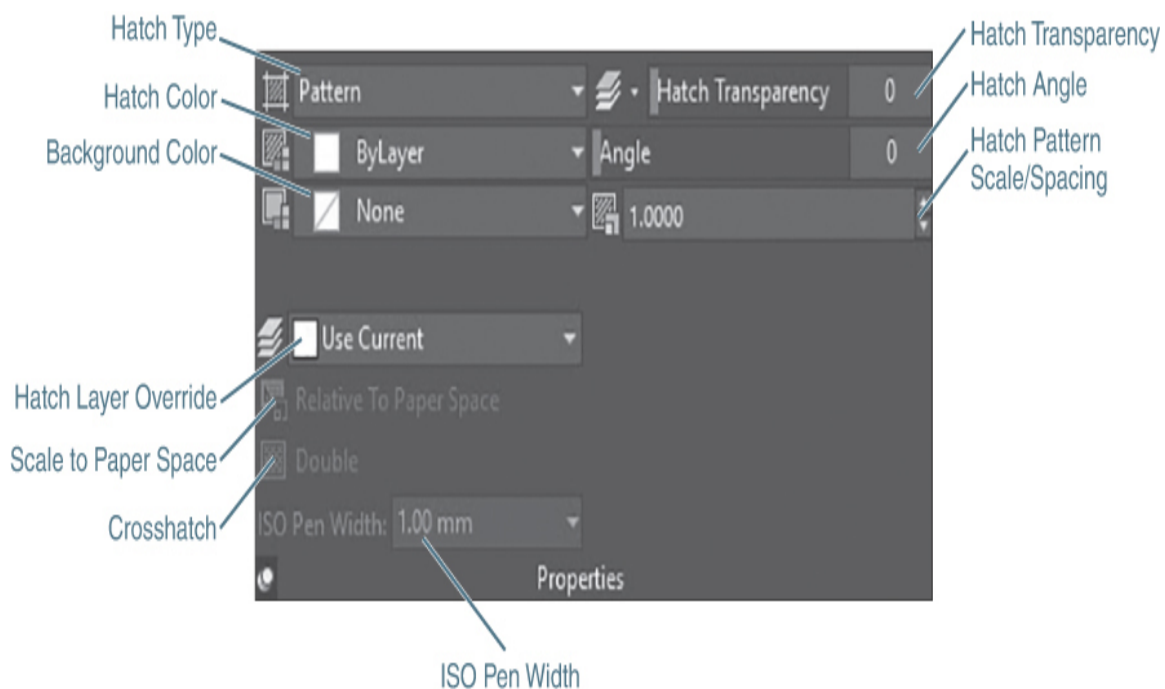 Hatch Type
Hatch Color
Background Color
Hatch Transparency
Hatch Angle
Hatch Pattern
Scale/Spacing
Pattern
Hatch Transparency 0
ByLayer
Angle 0
None
1.0000
Use Current
Relative To Paper Space
Double
ISO Pen Width: 1.00 mm
Properties
Hatch Layer Override
Scale to Paper Space
Crosshatch
ISO Pen Width